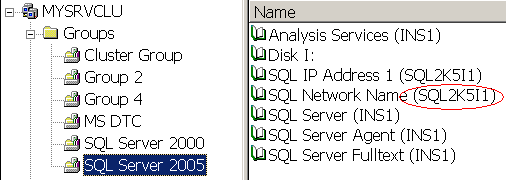 MYSRVCLU
Groups
Cluster Group
Group 2
Group 4
MS DTC
SQL Server 2000
SQL Server 2005
Name
Analysis Services (INS1)
Disk I:
SQL IP Address 1 (SQL2K5I1)
SQL Network Name (SQL2K5I1)
SQL Server (INS1)
SQL Server Agent (INS1)
SQL Server Fulltext (INS1)